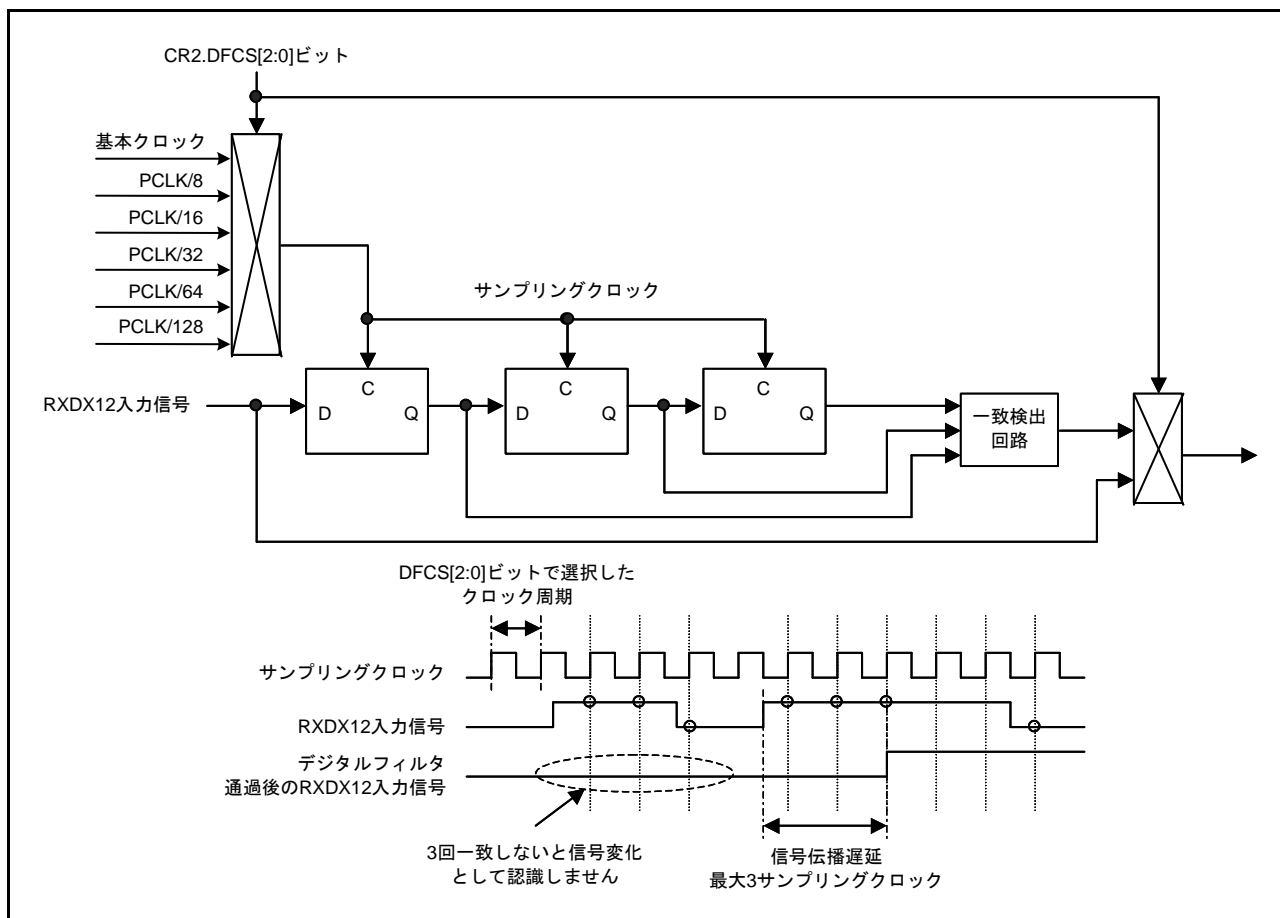 CR2.DFCS[2:0]ビット
基本クロック
PCLK/8
PCLK/16
PCLK/32
PCLK/64
PCLK/128
サンプリングクロック
RXDX12入力信号
D
C
Q
D
C
Q
D
C
Q
一致検出
回路
DFCS[2:0]ビットで選択した
クロック周期
サンプリングクロック
RXDX12入力信号
デジタルフィルタ
通過後のRXDX12入力信号
3回一致しないと信号変化
として認識しません
信号伝播遅延
最大3サンプリングクロック